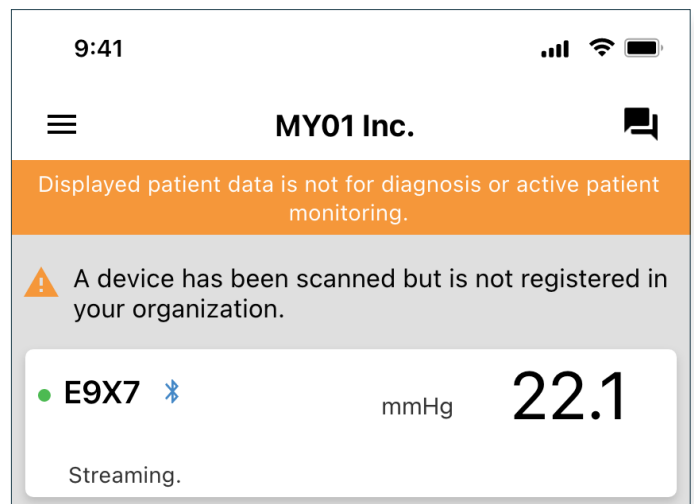 9:41
MY01 Inc.
Displayed patient data is not for diagnosis or active patient
monitoring.
A device has been scanned but is not registered in
your organization.
E9X7
mmHg 22.1
Streaming.